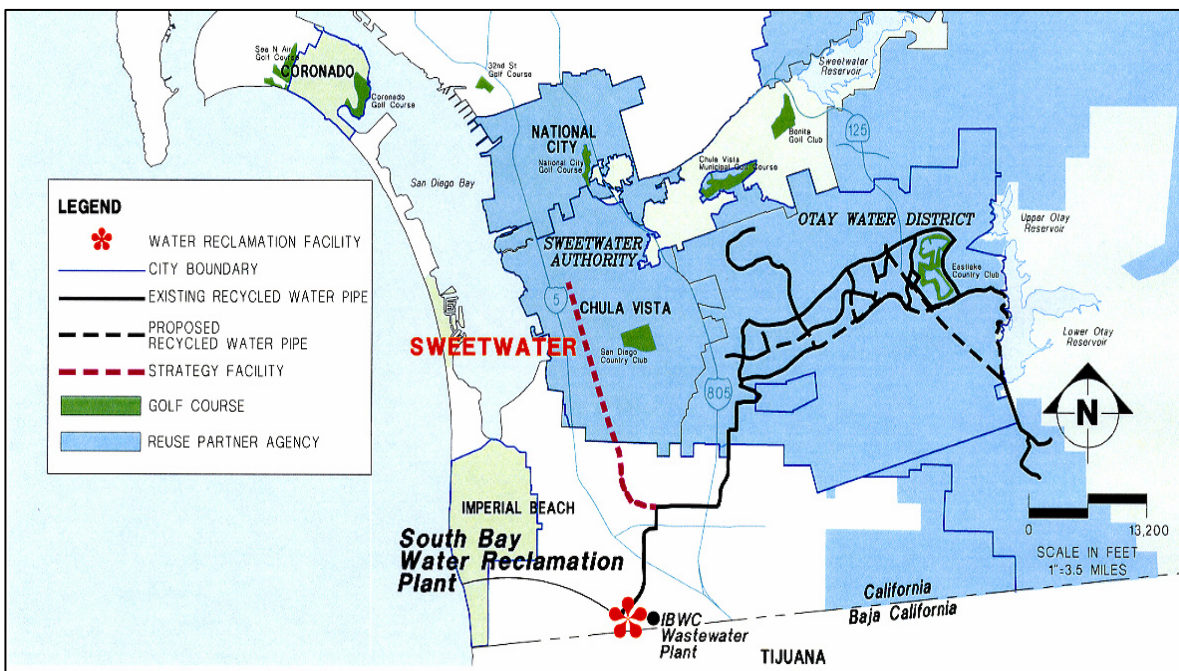 Sea N Air
Golf Course
CORONADO
Coronado
Golf Course
32nd St
Golf Course
Sweetwater
Reservoir
NATIONAL
CITY
National City
Golf Course
Bonita
Golf Club
125
Chula Vista
Municipal Golf Course
San Diego Bay
LEGEND
WATER RECLAMATION FACILITY
CITY BOUNDARY
EXISTING RECYCLED WATER PIPE
PROPOSED
RECYCLED WATER PIPE
STRATEGY FACILITY
GOLF COURSE
REUSE PARTNER AGENCY
OTAY WATER DISTRICT
SWEETWATER
AUTHORITY
Upper Otay
Reservoir
Eastlake
Country Club
5
CHULA VISTA
SWEETWATER
San Diego
Country Club
Lower Otay
Reservoir
805
N
IMPERIAL BEACH
South Bay
Water Reclamation
Plant
0
13,200
SCALE IN FEET
1"=3.5 MILES
California
Baja California
IBWC
Wastewater
Plant
TIJUANA